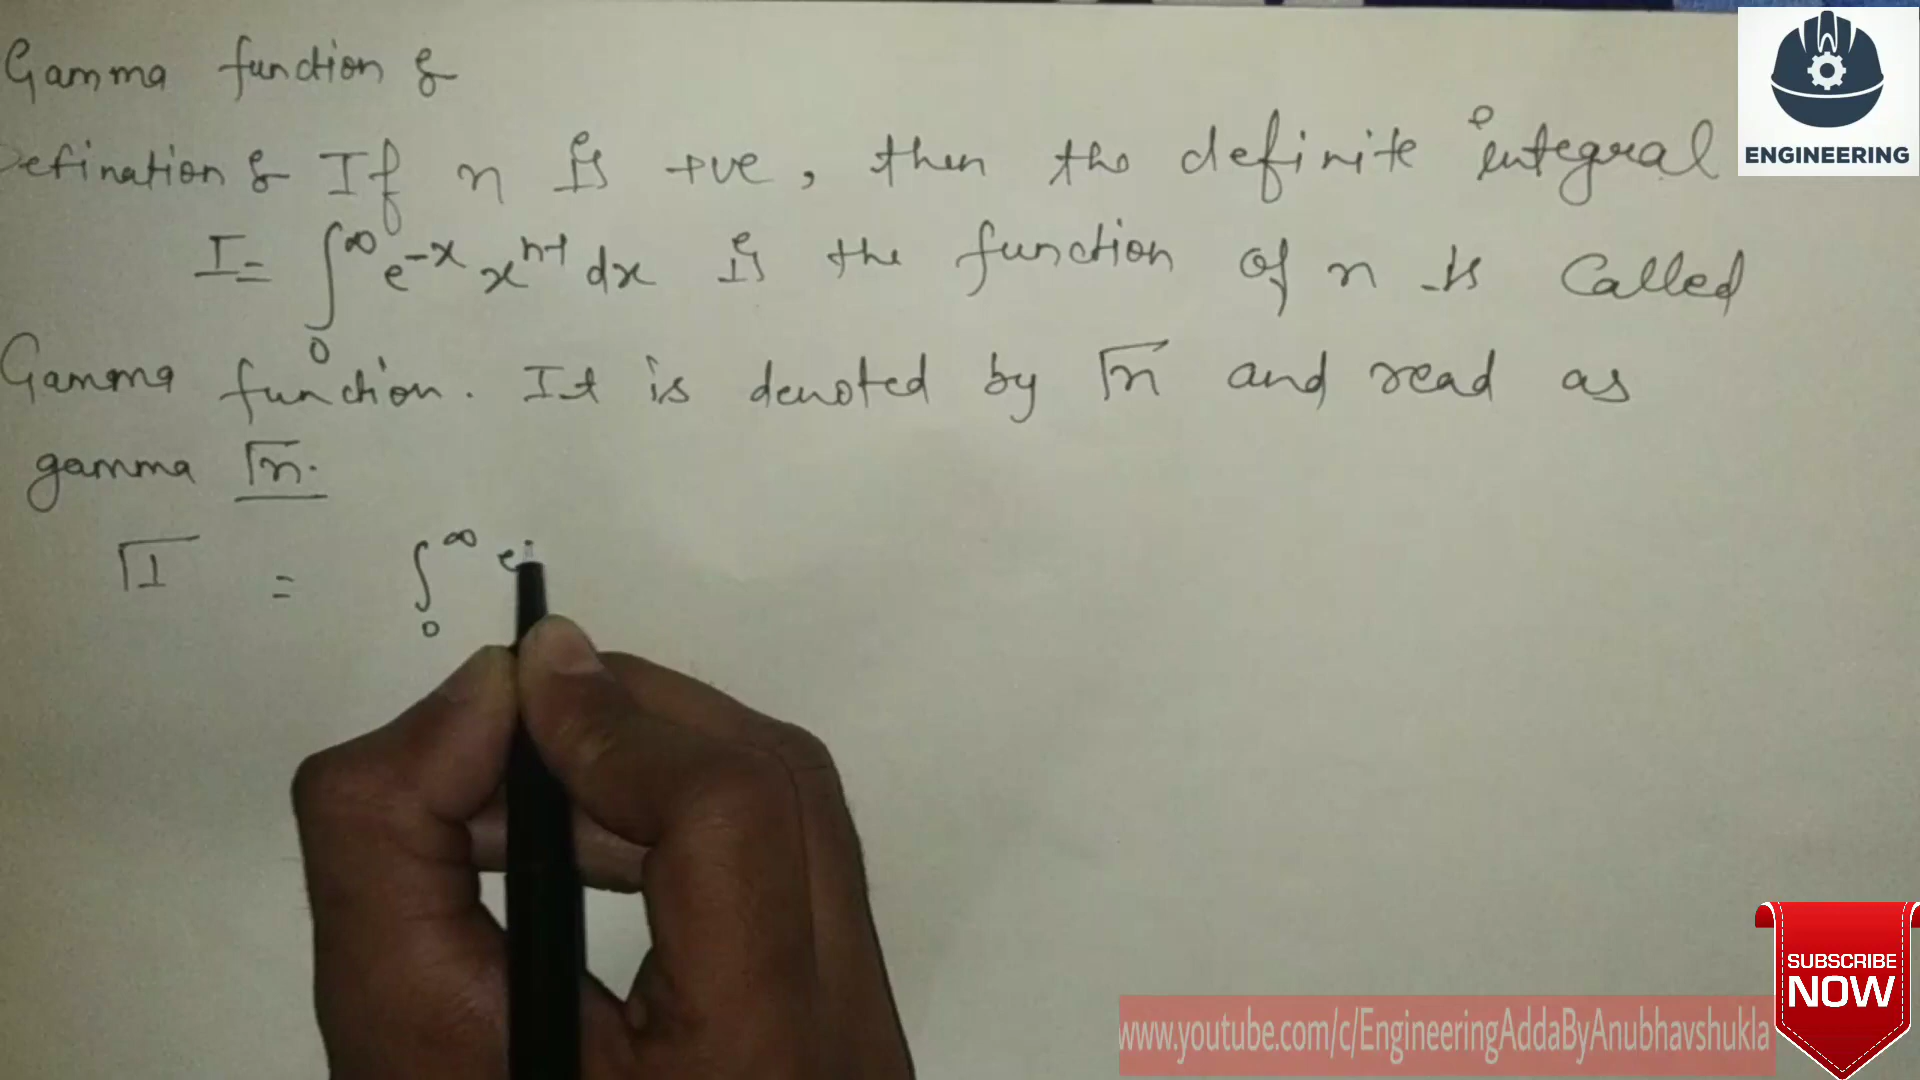 Gamma function :-
Defination :- If n is +ve, then the definite integral
I = ∫₀^∞ e^-x x^n-1 dx is the function of n is called
Gamma function. It is denoted by Γn and read as
gamma Γn.
Γ1 = ∫₀^∞ e
ENGINEERING
SUBSCRIBE
NOW
www.youtube.com/c/EngineeringAddaByAnubhavshukla